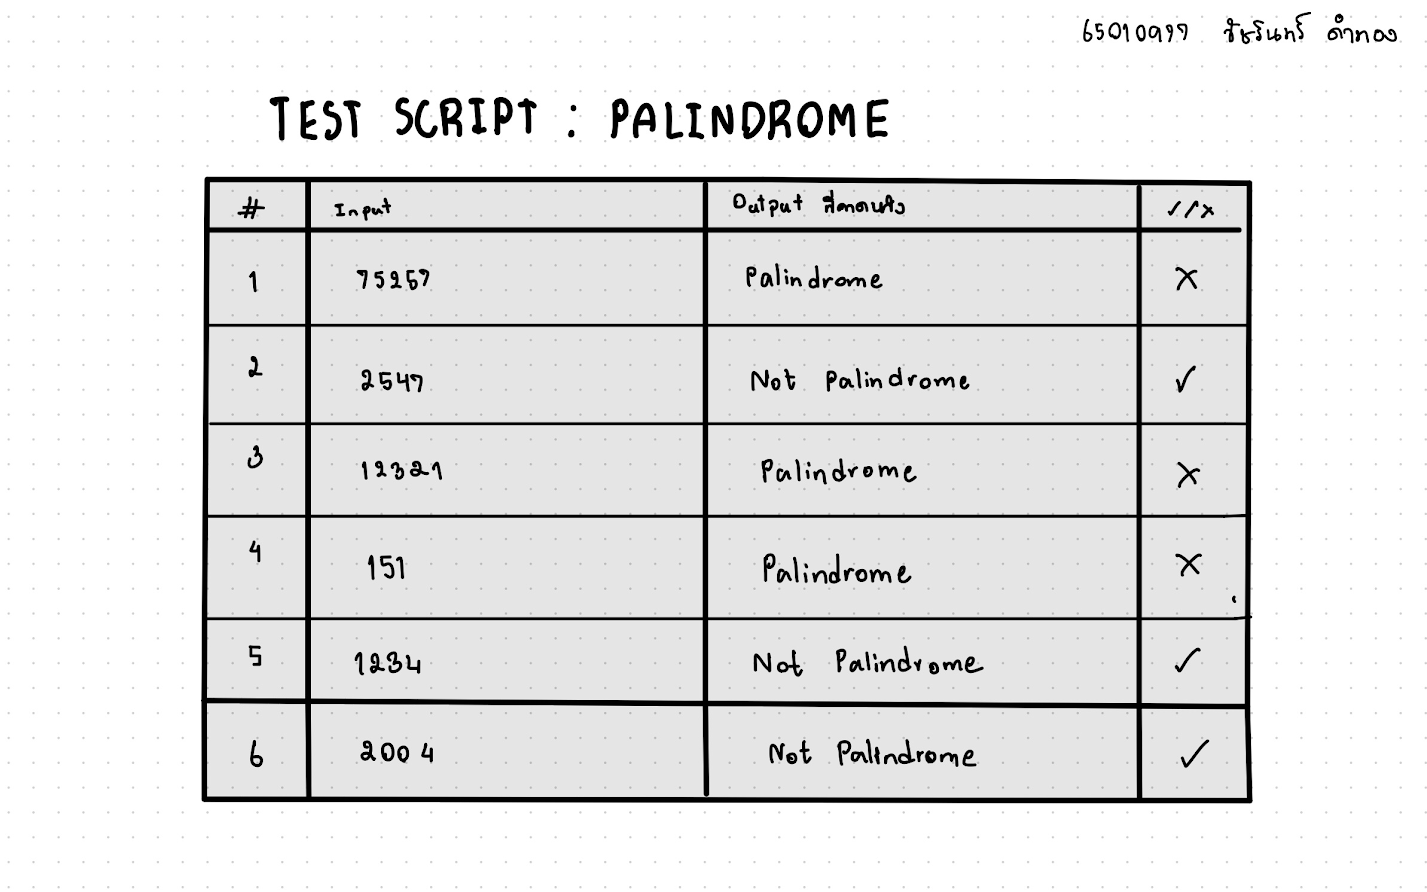 65010977 ชัชรินทร์ คำทอง
TEST SCRIPT : PALINDROME
# Input Output ที่คาดหวัง ✓/x
1 75257 Palindrome x
2 2547 Not Palindrome ✓
3 12321 Palindrome x
4 151 Palindrome x
5 1234 Not Palindrome ✓
6 2004 Not Palindrome ✓